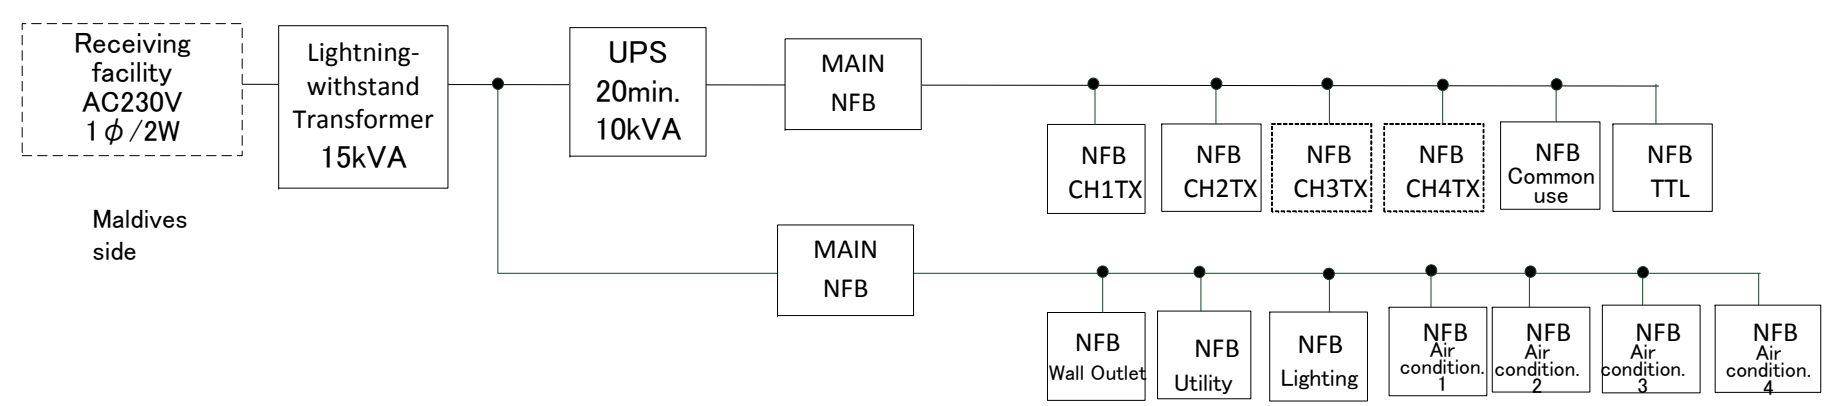 Receiving
facility
AC230V
1φ/2W
Lightning-
withstand
Transformer
15kVA
UPS
20min.
10kVA
MAIN
NFB
NFB
CH1TX
NFB
CH2TX
NFB
CH3TX
NFB
CH4TX
NFB
Common
use
NFB
TTL
Maldives
side
MAIN
NFB
NFB
Wall Outlet
NFB
Utility
NFB
Lighting
NFB
Air
condition.
1
NFB
Air
condition.
2
NFB
Air
condition.
3
NFB
Air
condition.
4